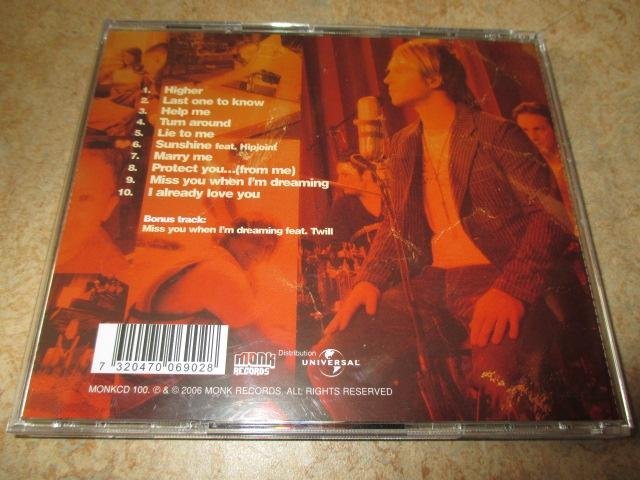 1. Higher
2. Last one to know
3. Help me
4. Turn around
5. Lie to me
6. Sunshine feat. Hipjoint
7. Marry me
8. Protect you...(from me)
9. Miss you when I'm dreaming
10. I already love you
Bonus track:
Miss you when I'm dreaming feat. Twill
7 320470 069028
MONK RECORDS
Distribution
UNIVERSAL
MONKCD 100. ℗ & © 2006 MONK RECORDS. ALL RIGHTS RESERVED